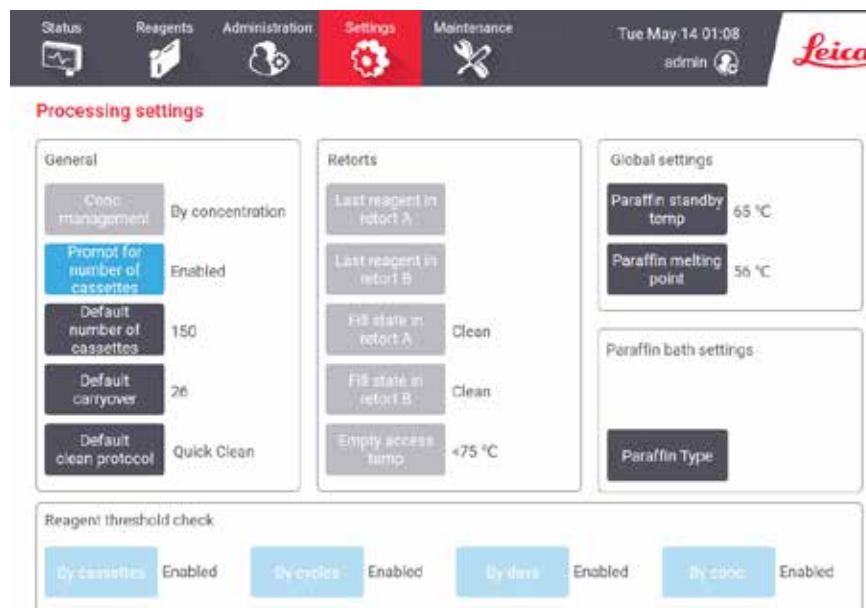 Status Reagents Administration Settings Maintenance
Tue May 14 01:08
admin
Leica
Processing settings
General
Conc management
By concentration
Prompt for number of cassettes
Enabled
Default number of cassettes
150
Default carryover
26
Default clean protocol
Quick Clean
Retorts
Last reagent in retort A
Last reagent in retort B
Fill state in retort A
Clean
Fill state in retort B
Clean
Empty access temp
<75 °C
Global settings
Paraffin standby temp
65 °C
Paraffin melting point
56 °C
Paraffin bath settings
Paraffin Type
Reagent threshold check
By cassettes
Enabled
By cycles
Enabled
By days
Enabled
By conc
Enabled